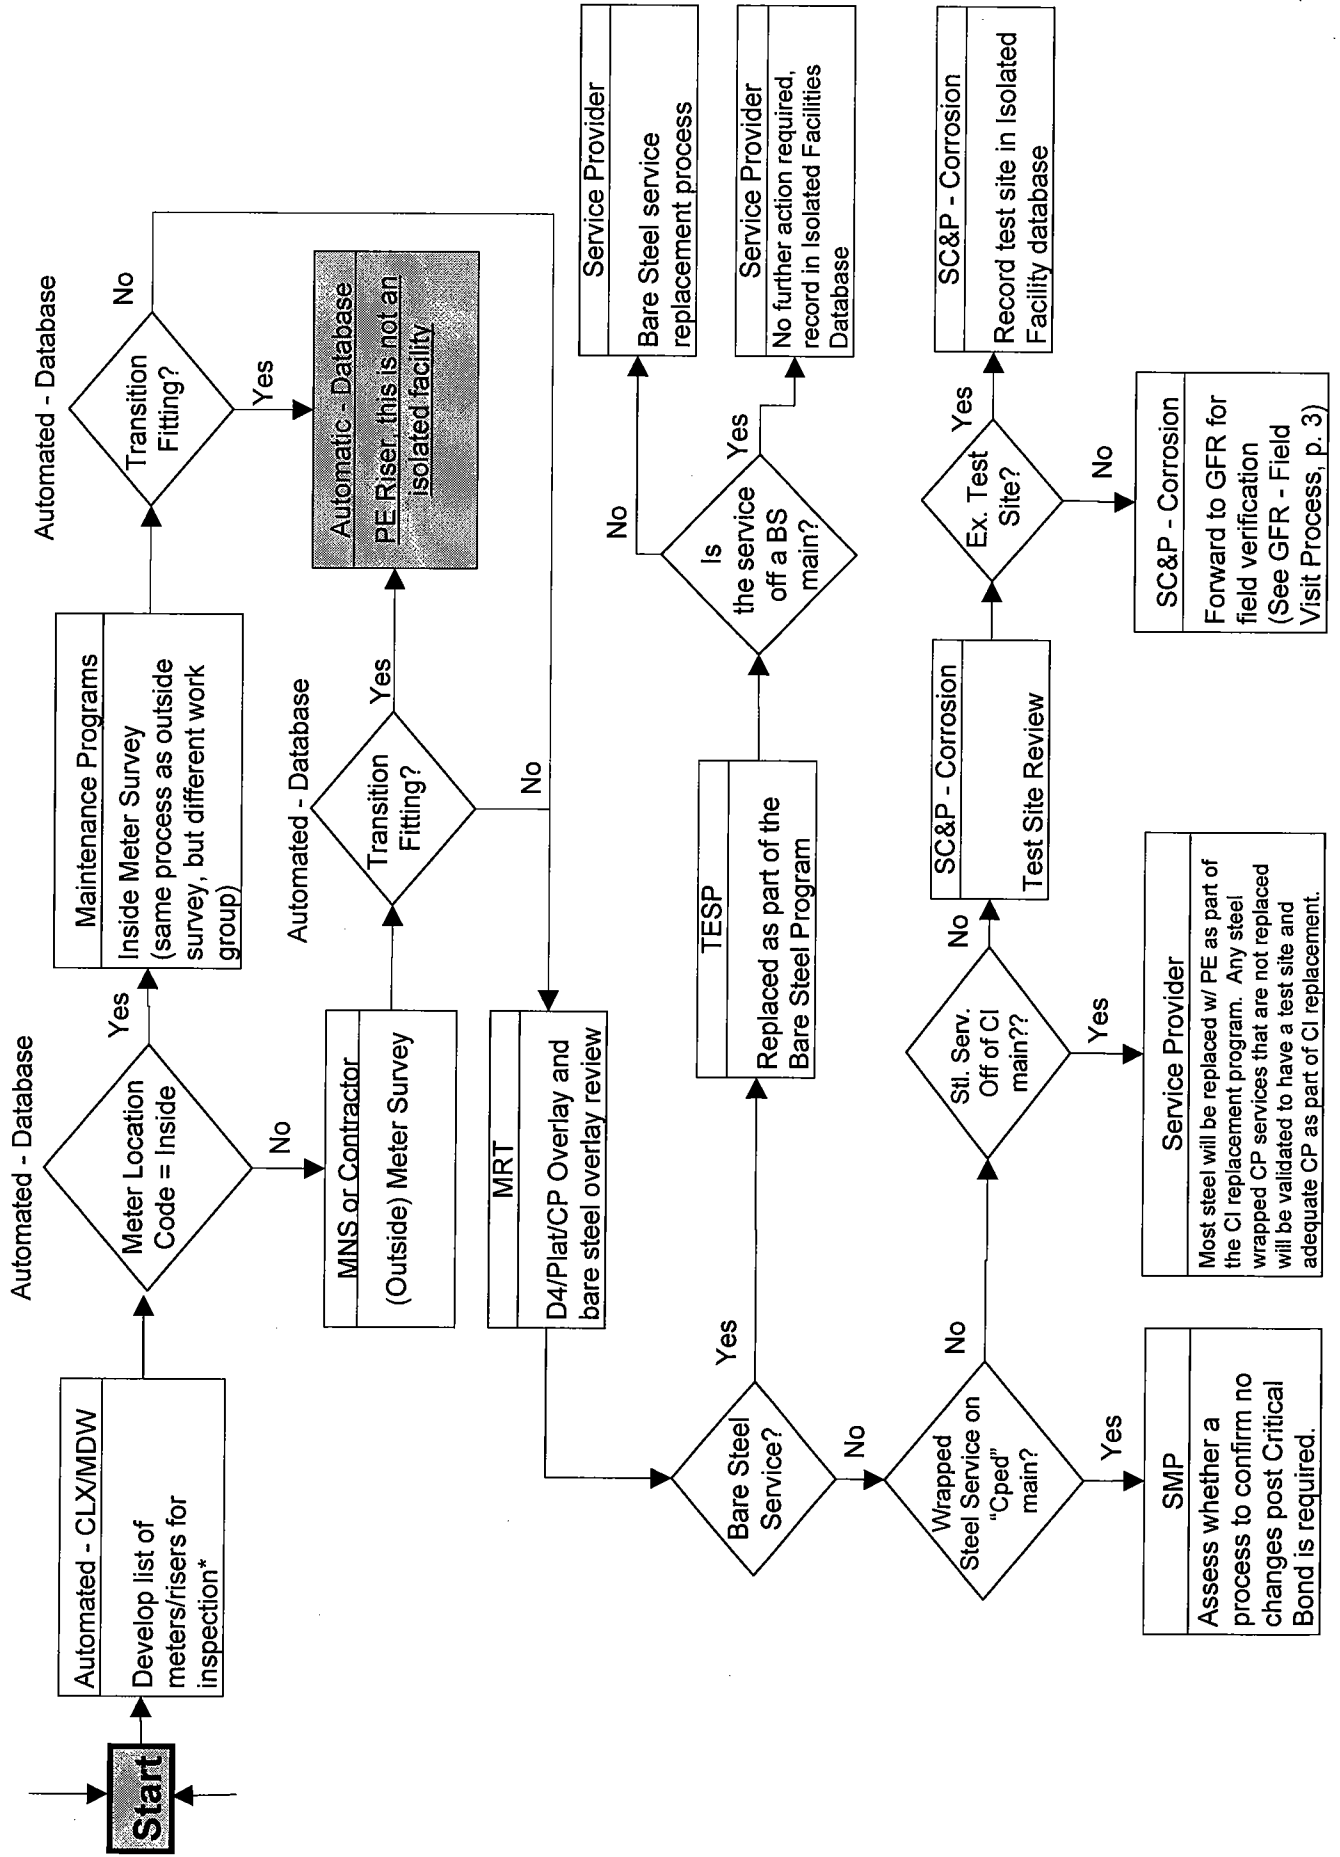 Start
Automated - CLX/MDW
Develop list of
meters/risers for
inspection*
Automated - Database
Meter Location
Code = Inside
Yes
No
Maintenance Programs
Inside Meter Survey
(same process as outside
survey, but different work
group)
Automated - Database
Transition
Fitting?
No
Yes
MNS or Contractor
(Outside) Meter Survey
Automated - Database
Transition
Fitting?
Yes
No
Automatic - Database
PE Riser, this is not an
isolated facility
MRT
D4/Plat/CP Overlay and
bare steel overlay review
Bare Steel
Service?
Yes
No
TESP
Replaced as part of the
Bare Steel Program
Is
the service
off a BS
main?
No
Yes
Service Provider
Bare Steel service
replacement process
Service Provider
No further action required,
record in Isolated Facilities
Database
Wrapped
Steel Service on
"Cped"
main?
No
Yes
SMP
Assess whether a
process to confirm no
changes post Critical
Bond is required.
Stl. Serv.
Off of CI
main??
No
Yes
Service Provider
Most steel will be replaced w/ PE as part of
the CI replacement program. Any steel
wrapped CP services that are not replaced
will be validated to have a test site and
adequate CP as part of CI replacement.
SC&P - Corrosion
Test Site Review
Ex. Test
Site?
Yes
No
SC&P - Corrosion
Record test site in Isolated
Facility database
SC&P - Corrosion
Forward to GFR for
field verification
(See GFR - Field
Visit Process, p. 3)